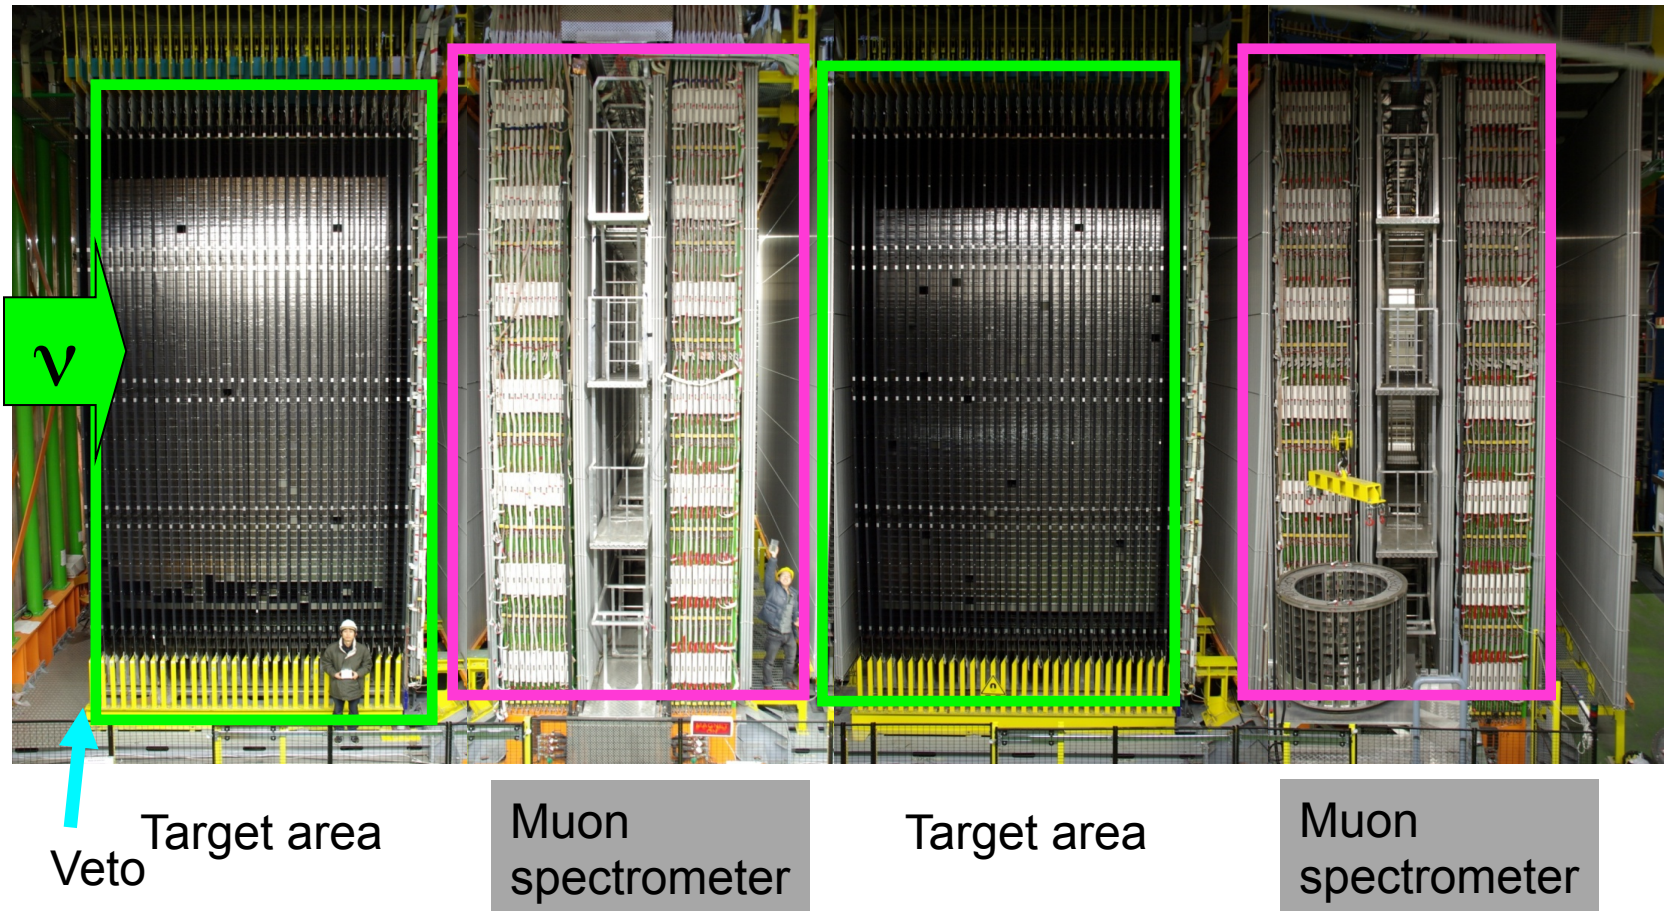 ν
Target area
Muon
spectrometer
Target area
Muon
spectrometer
Veto